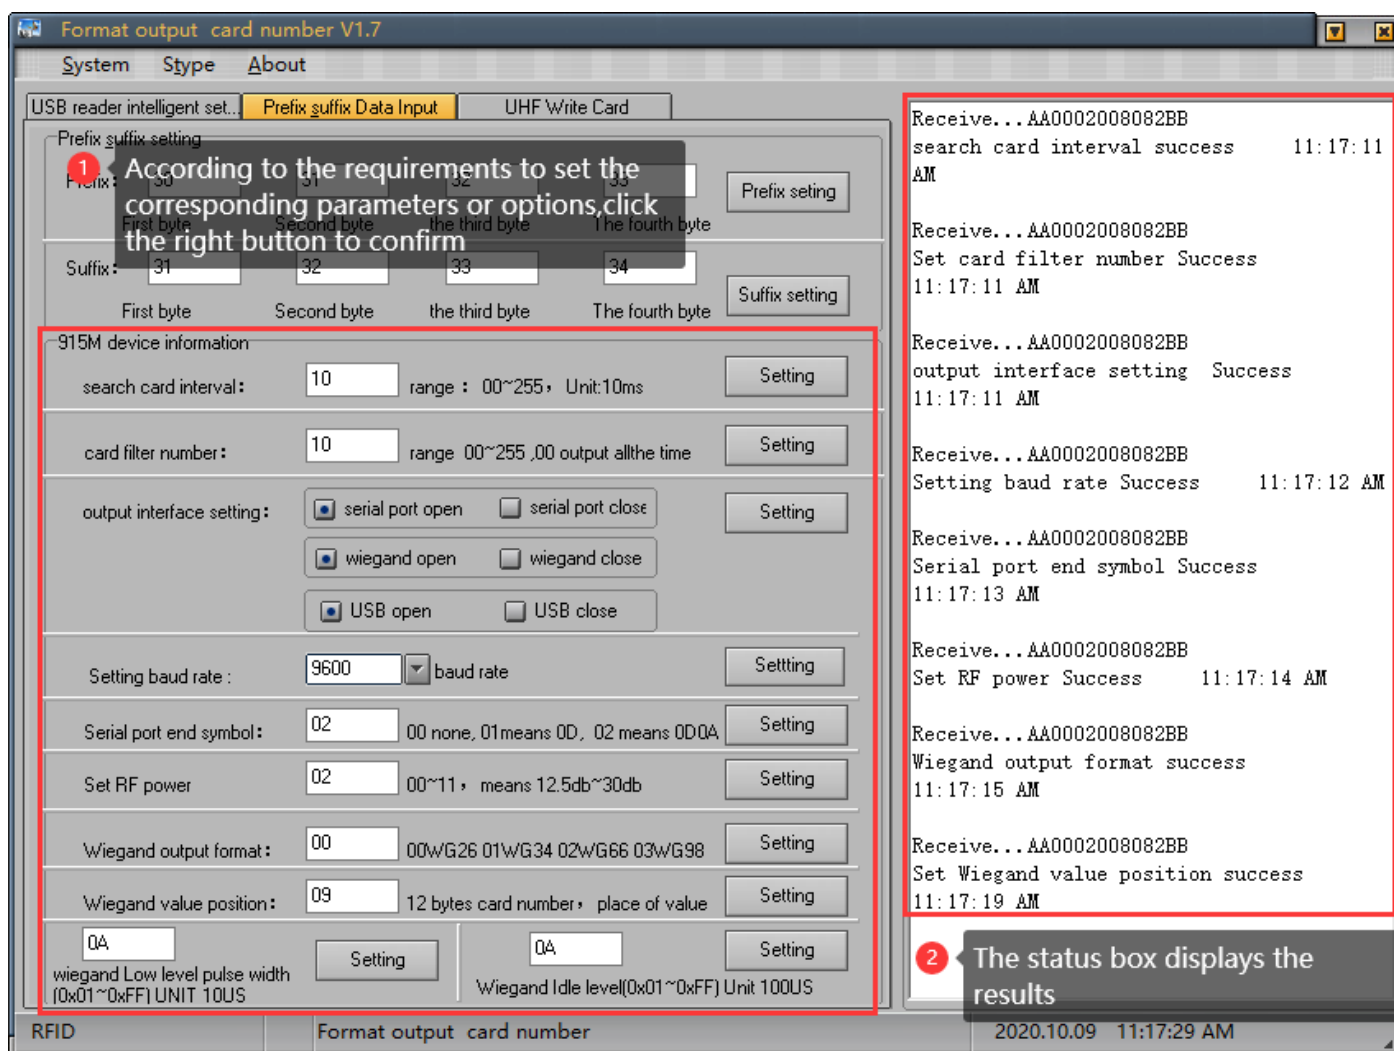 Format output card number V1.7
System Stype About
USB reader intelligent set... Prefix suffix Data Input UHF Write Card
Prefix suffix setting
1 According to the requirements to set the
corresponding parameters or options,click
the right button to confirm
Prefix: 30 31 32 33 Prefix seting
First byte Second byte the third byte The fourth byte
Suffix: 31 32 33 34 Suffix setting
First byte Second byte the third byte The fourth byte
915M device information
search card interval: 10 range : 00~255, Unit:10ms Setting
card filter number: 10 range 00~255 ,00 output allthe time Setting
output interface setting: serial port open serial port close Setting
wiegand open wiegand close
USB open USB close
Setting baud rate : 9600 baud rate Settting
Serial port end symbol: 02 00 none, 01means 0D, 02 means 0D0A Setting
Set RF power 02 00~11, means 12.5db~30db Setting
Wiegand output format: 00 00WG26 01WG34 02WG66 03WG98 Setting
Wiegand value position: 09 12 bytes card number, place of value Setting
0A Setting 0A Setting
wiegand Low level pulse width
(0x01~0xFF) UNIT 10US Wiegand Idle level(0x01~0xFF) Unit 100US
Receive...AA0002008082BB
search card interval success 11:17:11
AM
Receive...AA0002008082BB
Set card filter number Success
11:17:11 AM
Receive...AA0002008082BB
output interface setting Success
11:17:11 AM
Receive...AA0002008082BB
Setting baud rate Success 11:17:12 AM
Receive...AA0002008082BB
Serial port end symbol Success
11:17:13 AM
Receive...AA0002008082BB
Set RF power Success 11:17:14 AM
Receive...AA0002008082BB
Wiegand output format success
11:17:15 AM
Receive...AA0002008082BB
Set Wiegand value position success
11:17:19 AM
2 The status box displays the
results
RFID Format output card number 2020.10.09 11:17:29 AM